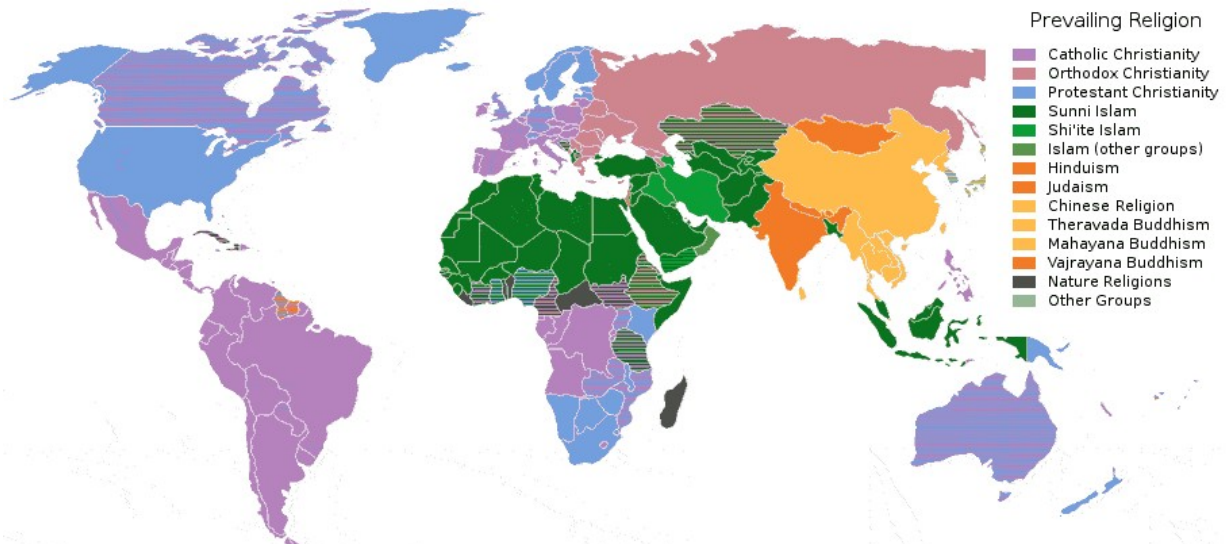 Prevailing Religion
Catholic Christianity
Orthodox Christianity
Protestant Christianity
Sunni Islam
Shi'ite Islam
Islam (other groups)
Hinduism
Judaism
Chinese Religion
Theravada Buddhism
Mahayana Buddhism
Vajrayana Buddhism
Nature Religions
Other Groups